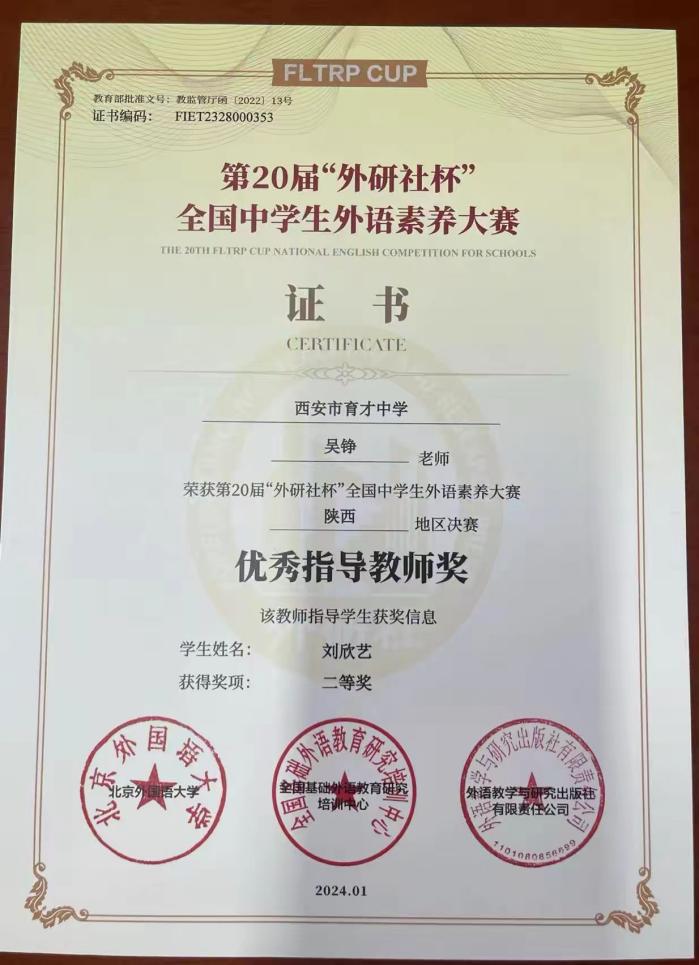 FLTRP CUP
教育部批准文号：教监管厅函〔2022〕13号
证书编码： FIET2328000353
第20届“外研社杯”
全国中学生外语素养大赛
THE 20TH FLTRP CUP NATIONAL ENGLISH COMPETITION FOR SCHOOLS
证 书
CERTIFICATE
西安市育才中学
吴铮 老师
荣获第20届“外研社杯”全国中学生外语素养大赛
陕西 地区决赛
优秀指导教师奖
该教师指导学生获奖信息
学生姓名： 刘欣艺
获得奖项： 二等奖
北京外国语大学
北京外国语大学
全国基础外语教育研究培训中心
全国基础外语教育研究
培训中心
外语教学与研究出版社有限责任公司
外语教学与研究出版社
有限责任公司
2024.01